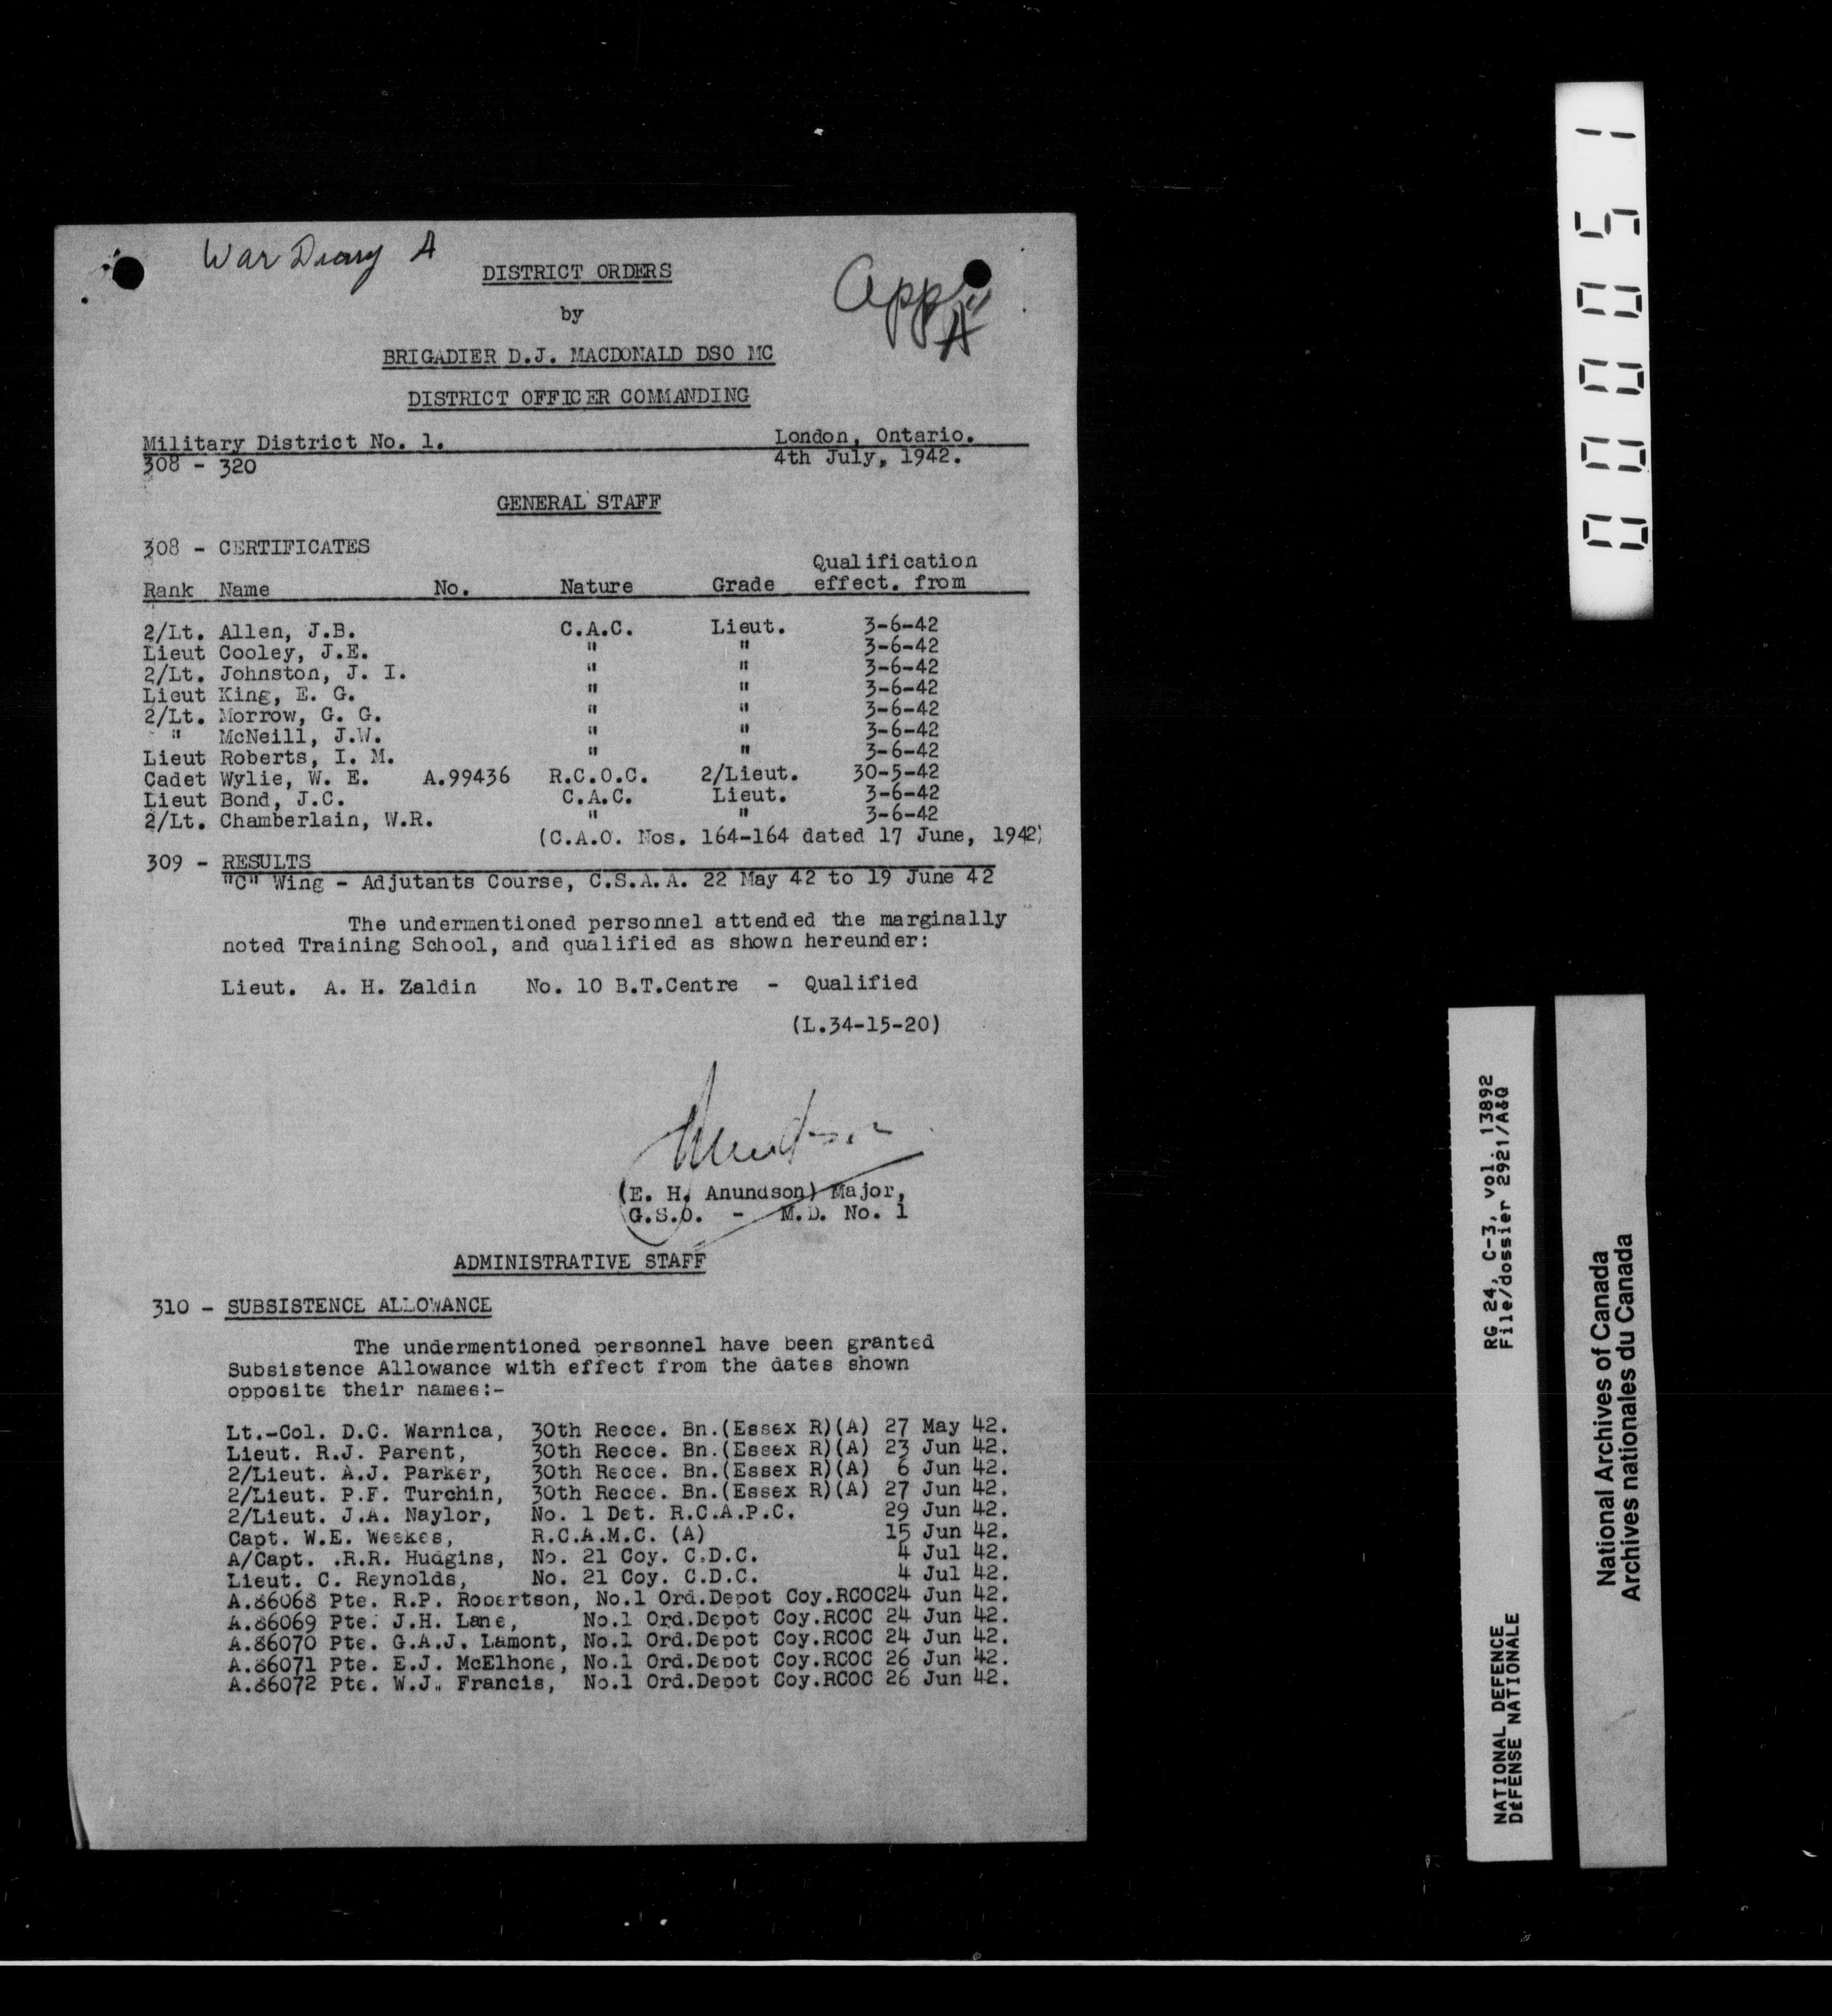 War Diary A
App "A"
DISTRICT ORDERS
by
BRIGADIER D.J. MACDONALD DSO MC
DISTRICT OFFICER COMMANDING
Military District No. 1. London, Ontario.
308 - 320 4th July, 1942.
GENERAL STAFF
308 - CERTIFICATES
Qualification
Rank Name No. Nature Grade effect. from
2/Lt. Allen, J.B. C.A.C. Lieut. 3-6-42
Lieut Cooley, J.E. " " 3-6-42
2/Lt. Johnston, J. I. " " 3-6-42
Lieut King, E. G. " " 3-6-42
2/Lt. Morrow, G. G. " " 3-6-42
" McNeill, J.W. " " 3-6-42
Lieut Roberts, I. M. " " 3-6-42
Cadet Wylie, W. E. A.99436 R.C.O.C. 2/Lieut. 30-5-42
Lieut Bond, J.C. C.A.C. Lieut. 3-6-42
2/Lt. Chamberlain, W.R. " " 3-6-42
(C.A.O. Nos. 164-164 dated 17 June, 1942)
309 - RESULTS
"C" Wing - Adjutants Course, C.S.A.A. 22 May 42 to 19 June 42
The undermentioned personnel attended the marginally
noted Training School, and qualified as shown hereunder:
Lieut. A. H. Zaldin No. 10 B.T.Centre - Qualified
(L.34-15-20)
(E. H. Anundson) Major,
G.S.O. - M.D. No. 1
ADMINISTRATIVE STAFF
310 - SUBSISTENCE ALLOWANCE
The undermentioned personnel have been granted
Subsistence Allowance with effect from the dates shown
opposite their names:-
Lt.-Col. D.C. Warnica, 30th Recce. Bn.(Essex R)(A) 27 May 42.
Lieut. R.J. Parent, 30th Recce. Bn.(Essex R)(A) 23 Jun 42.
2/Lieut. A.J. Parker, 30th Recce. Bn.(Essex R)(A) 6 Jun 42.
2/Lieut. P.F. Turchin, 30th Recce. Bn.(Essex R)(A) 27 Jun 42.
2/Lieut. J.A. Naylor, No. 1 Det. R.C.A.P.C. 29 Jun 42.
Capt. W.E. Weekes, R.C.A.M.C. (A) 15 Jun 42.
A/Capt. .R.R. Hudgins, No. 21 Coy. C.D.C. 4 Jul 42.
Lieut. C. Reynolds, No. 21 Coy. C.D.C. 4 Jul 42.
A.86068 Pte. R.P. Robertson, No.1 Ord.Depot Coy.RCOC24 Jun 42.
A.86069 Pte. J.H. Lane, No.1 Ord.Depot Coy.RCOC 24 Jun 42.
A.86070 Pte. G.A.J. Lamont, No.1 Ord.Depot Coy.RCOC 24 Jun 42.
A.86071 Pte. E.J. McElhone, No.1 Ord.Depot Coy.RCOC 26 Jun 42.
A.86072 Pte. W.J. Francis, No.1 Ord.Depot Coy.RCOC 26 Jun 42.
000051
NATIONAL DEFENCE RG 24, C-3, vol. 13892
DÉFENSE NATIONALE File/dossier 2921/A&Q
National Archives of Canada
Archives nationales du Canada